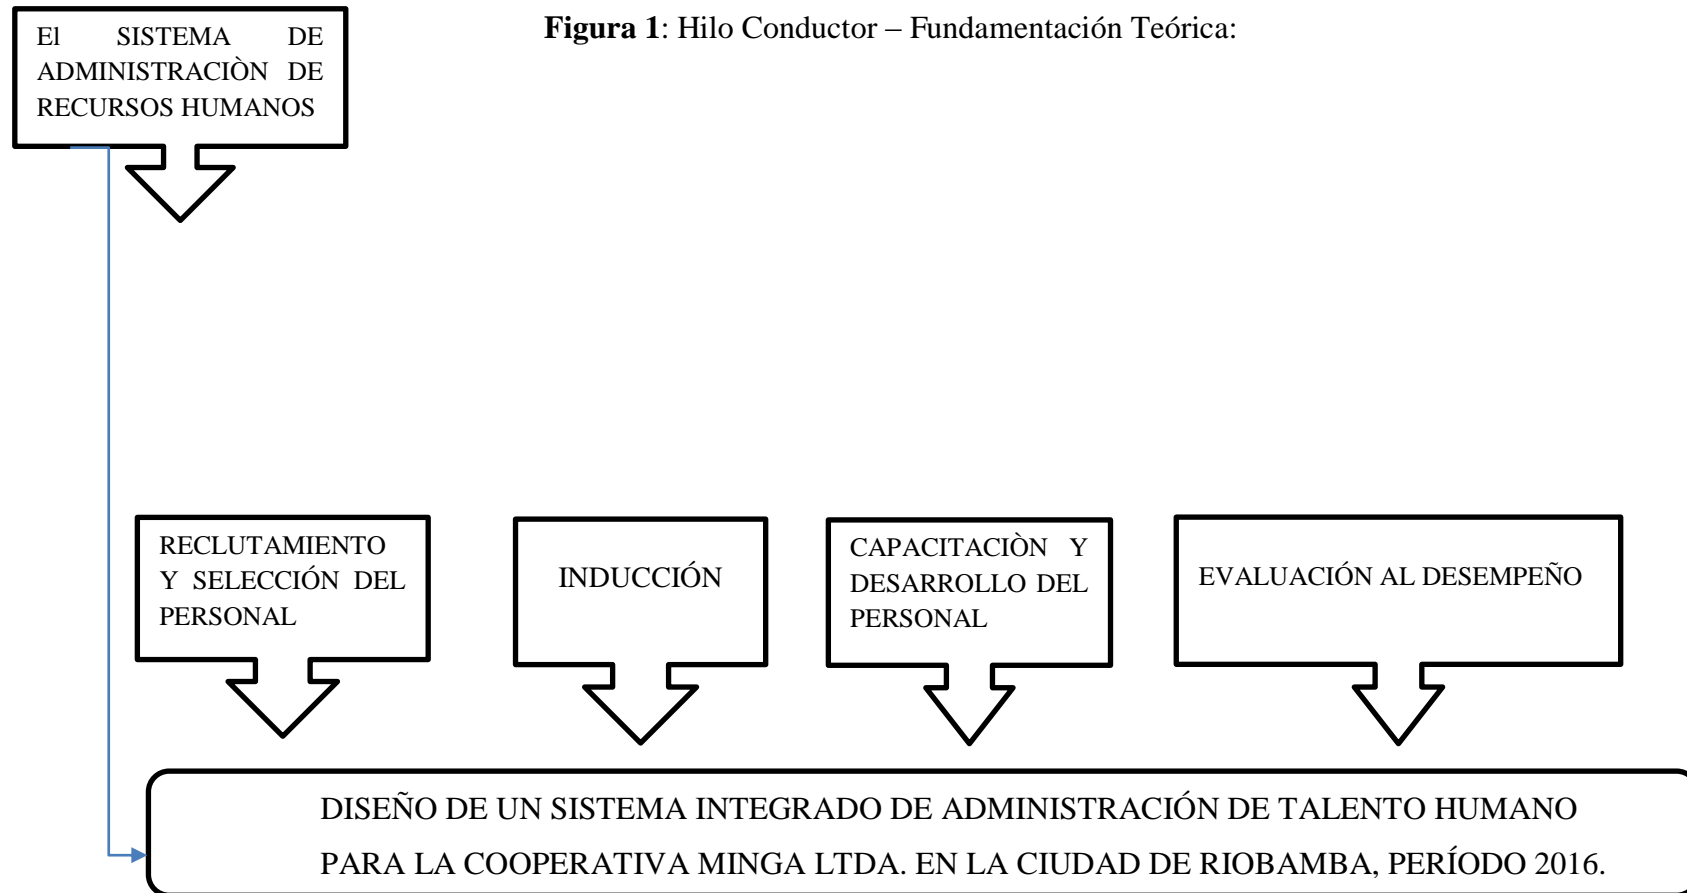 Figura 1: Hilo Conductor – Fundamentación Teórica:
El SISTEMA DE
ADMINISTRACIÒN DE
RECURSOS HUMANOS
RECLUTAMIENTO
Y SELECCIÓN DEL
PERSONAL
INDUCCIÓN
CAPACITACIÒN Y
DESARROLLO DEL
PERSONAL
EVALUACIÓN AL DESEMPEÑO
DISEÑO DE UN SISTEMA INTEGRADO DE ADMINISTRACIÓN DE TALENTO HUMANO
PARA LA COOPERATIVA MINGA LTDA. EN LA CIUDAD DE RIOBAMBA, PERÍODO 2016.